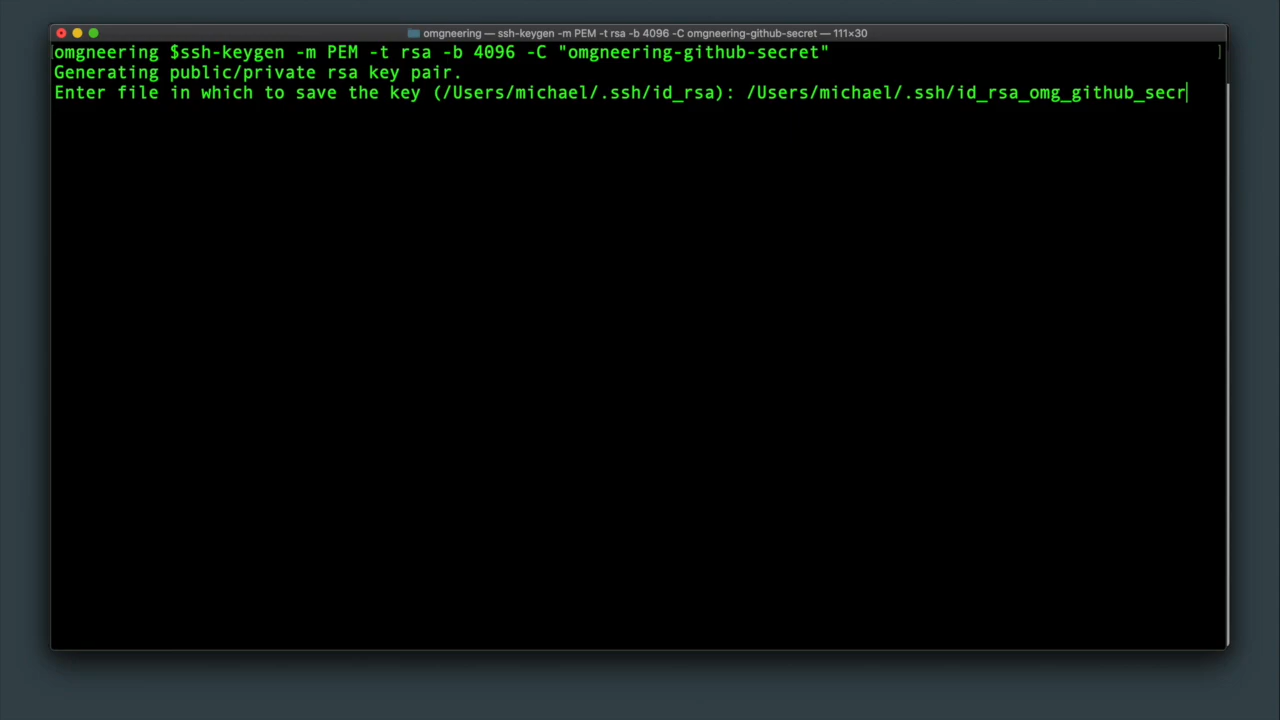 omgneering — ssh-keygen -m PEM -t rsa -b 4096 -C omgneering-github-secret — 111×30
omgneering $ssh-keygen -m PEM -t rsa -b 4096 -C "omgneering-github-secret"
Generating public/private rsa key pair.
Enter file in which to save the key (/Users/michael/.ssh/id_rsa): /Users/michael/.ssh/id_rsa_omg_github_secr